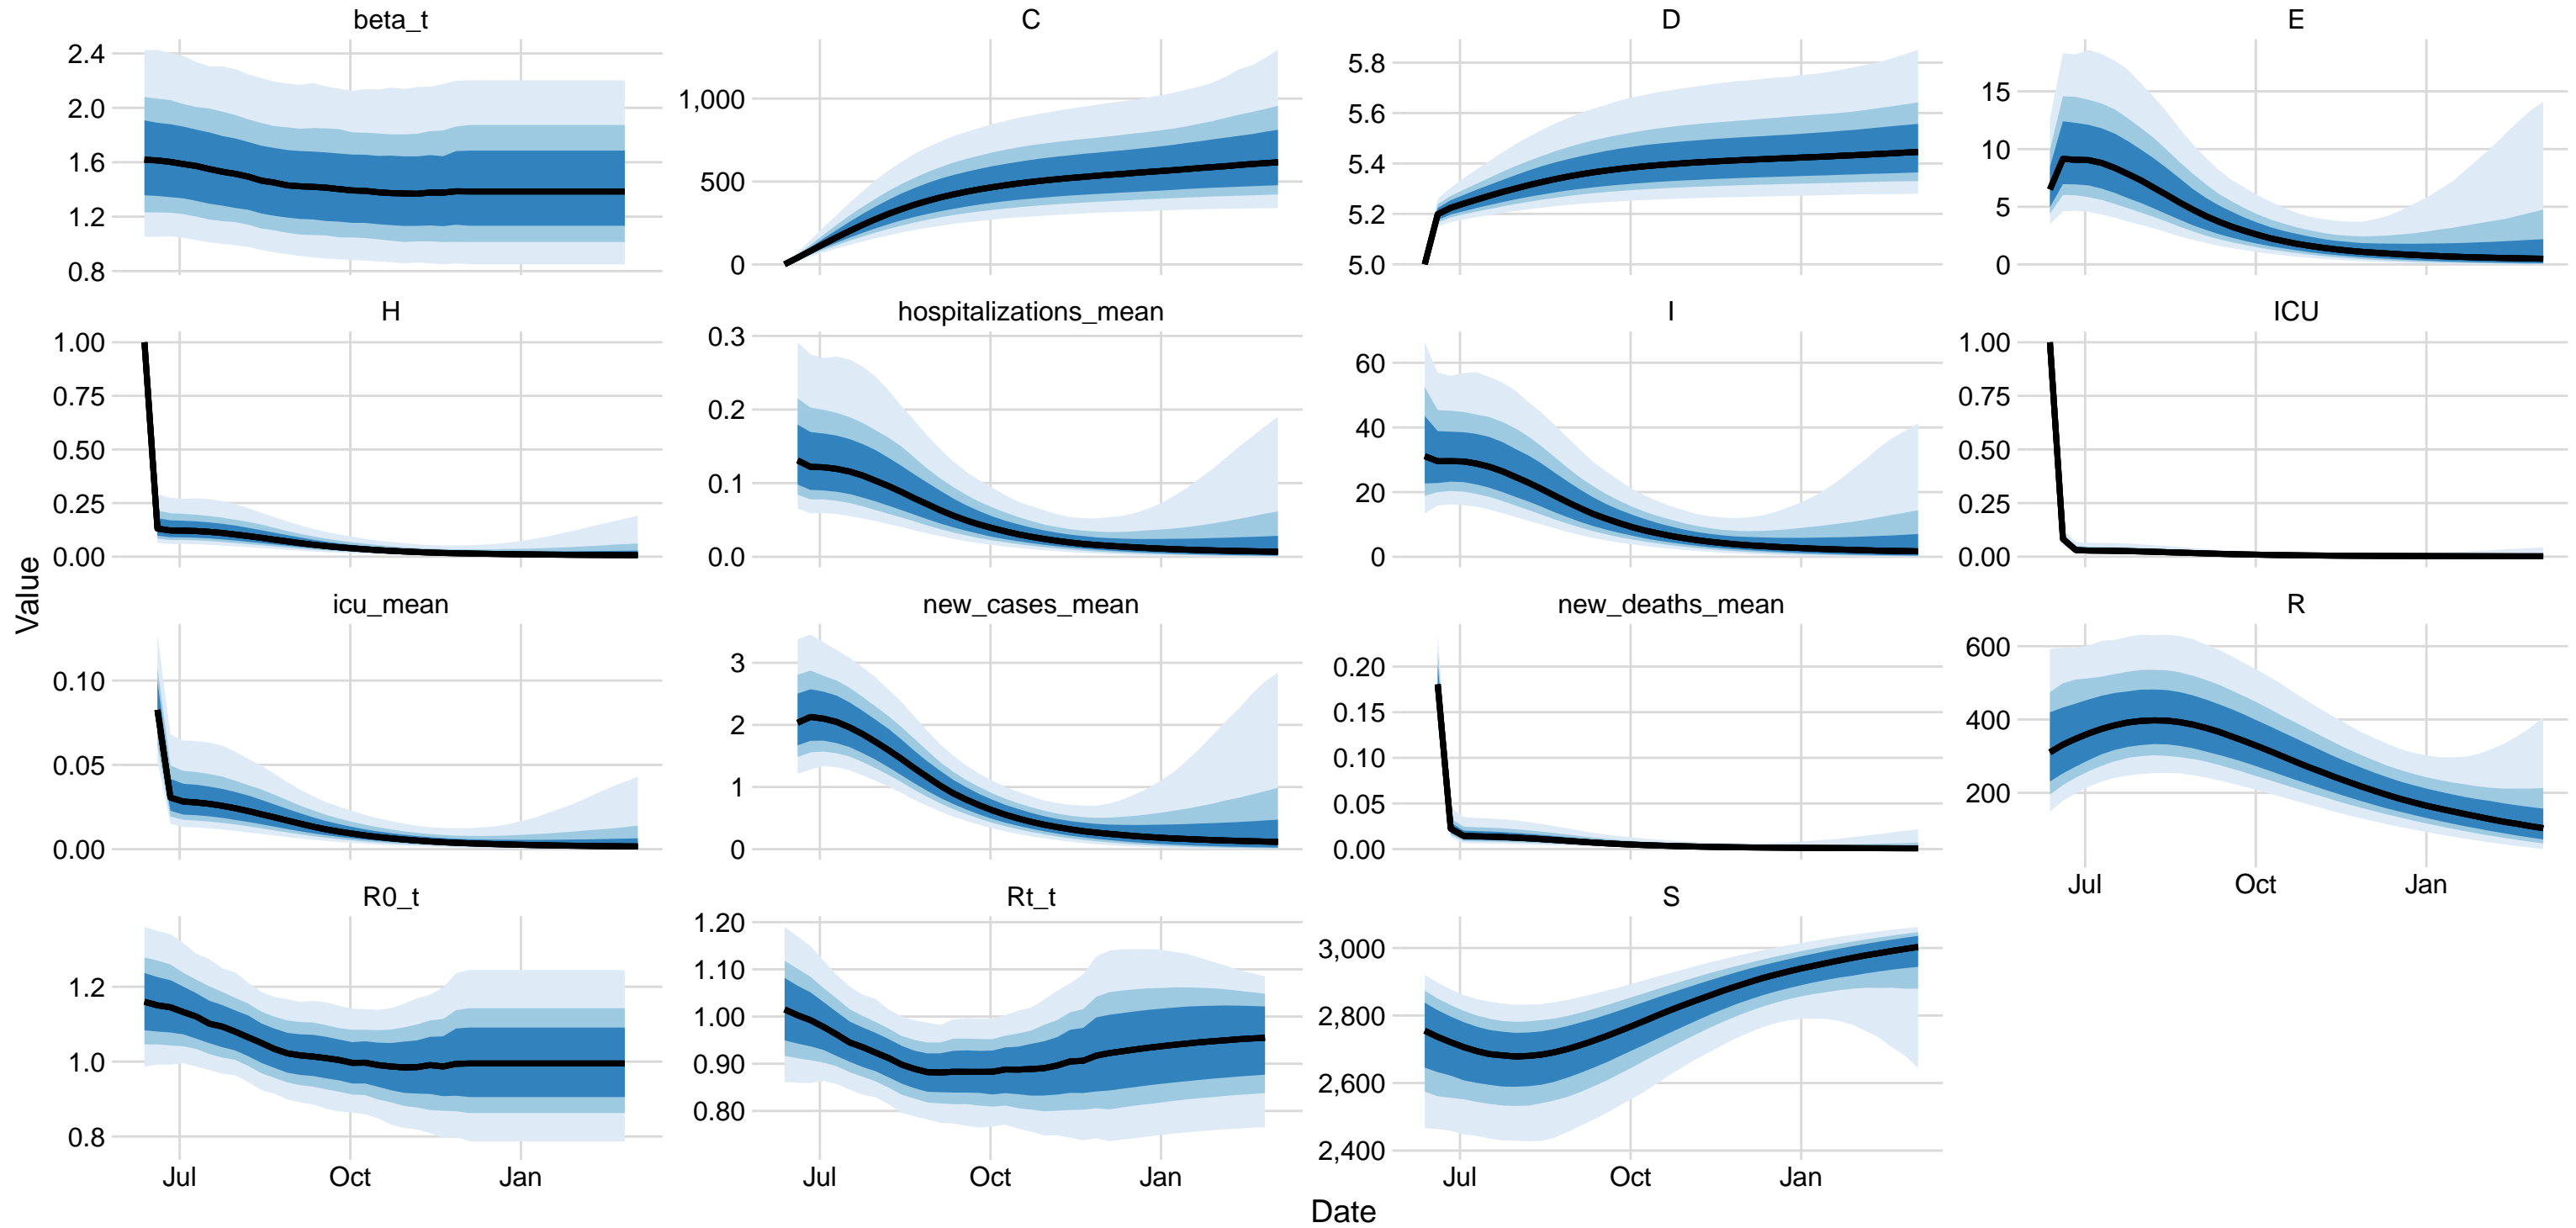 beta_t
C
D
E
2.4
2.0
1.6
1.2
0.8
1,000
500
0
5.8
5.6
5.4
5.2
5.0
15
10
5
0
H
hospitalizations_mean
I
ICU
1.00
0.75
0.50
0.25
0.00
0.3
0.2
0.1
0.0
60
40
20
0
1.00
0.75
0.50
0.25
0.00
Value
icu_mean
new_cases_mean
new_deaths_mean
R
0.10
0.05
0.00
3
2
1
0
0.20
0.15
0.10
0.05
0.00
600
400
200
Jul Oct Jan
R0_t
Rt_t
S
1.2
1.0
0.8
1.20
1.10
1.00
0.90
0.80
3,000
2,800
2,600
2,400
Jul Oct Jan
Jul Oct Jan
Jul Oct Jan
Date